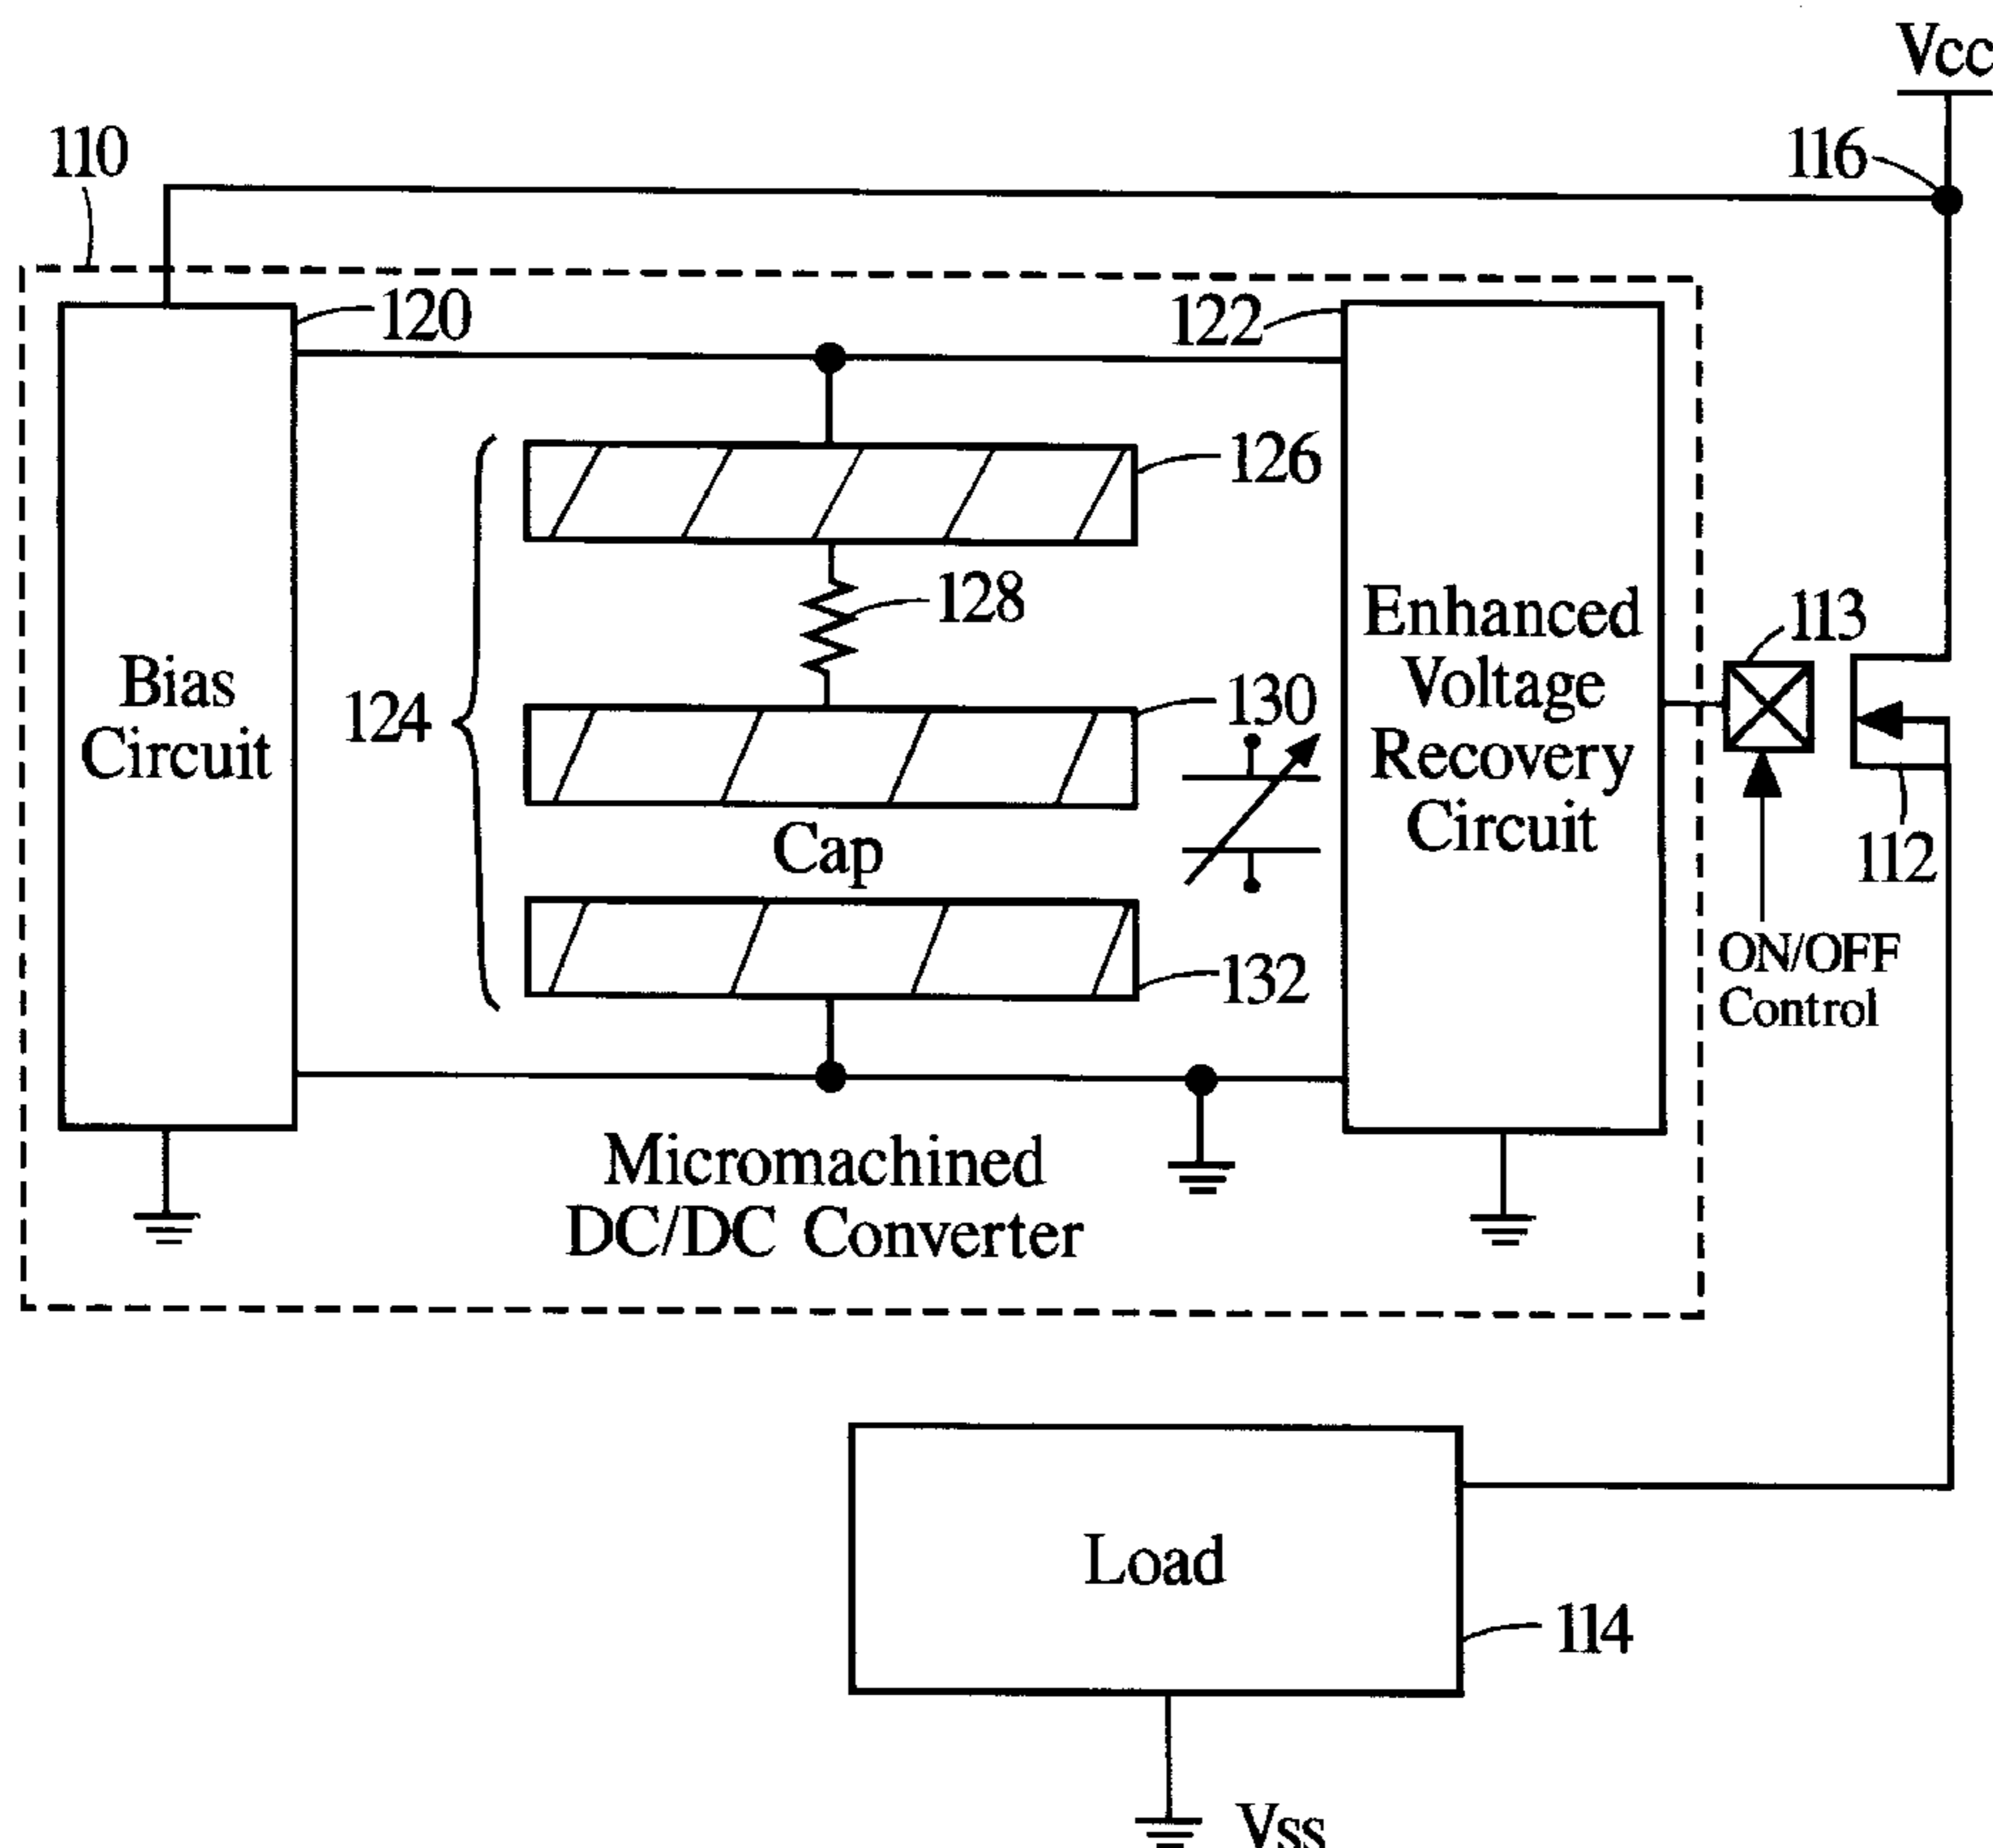 Vcc
110
116
120
122
126
128
113
Enhanced
Voltage
Recovery
Circuit
Bias
Circuit
124
130
Cap
112
132
ON/OFF
Control
Micromachined
DC/DC Converter
Load
114
Vss